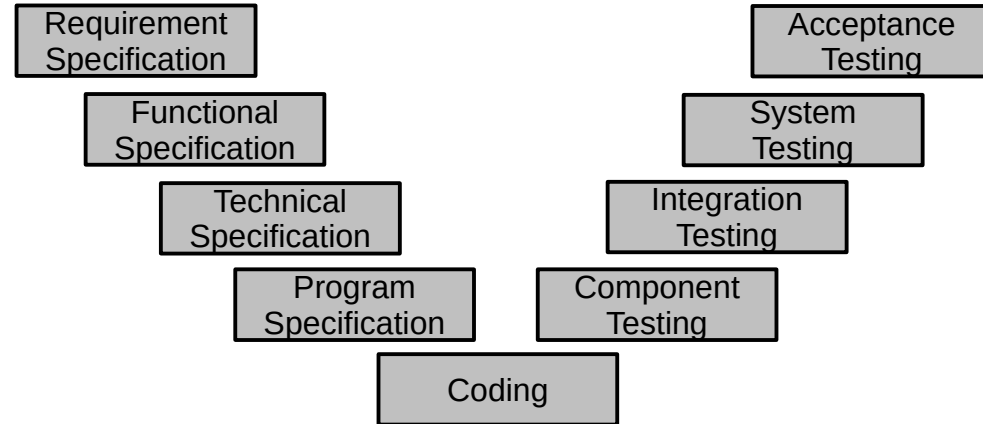 Requirement
Specification
Acceptance
Testing
Functional
Specification
System
Testing
Technical
Specification
Integration
Testing
Program
Specification
Component
Testing
Coding